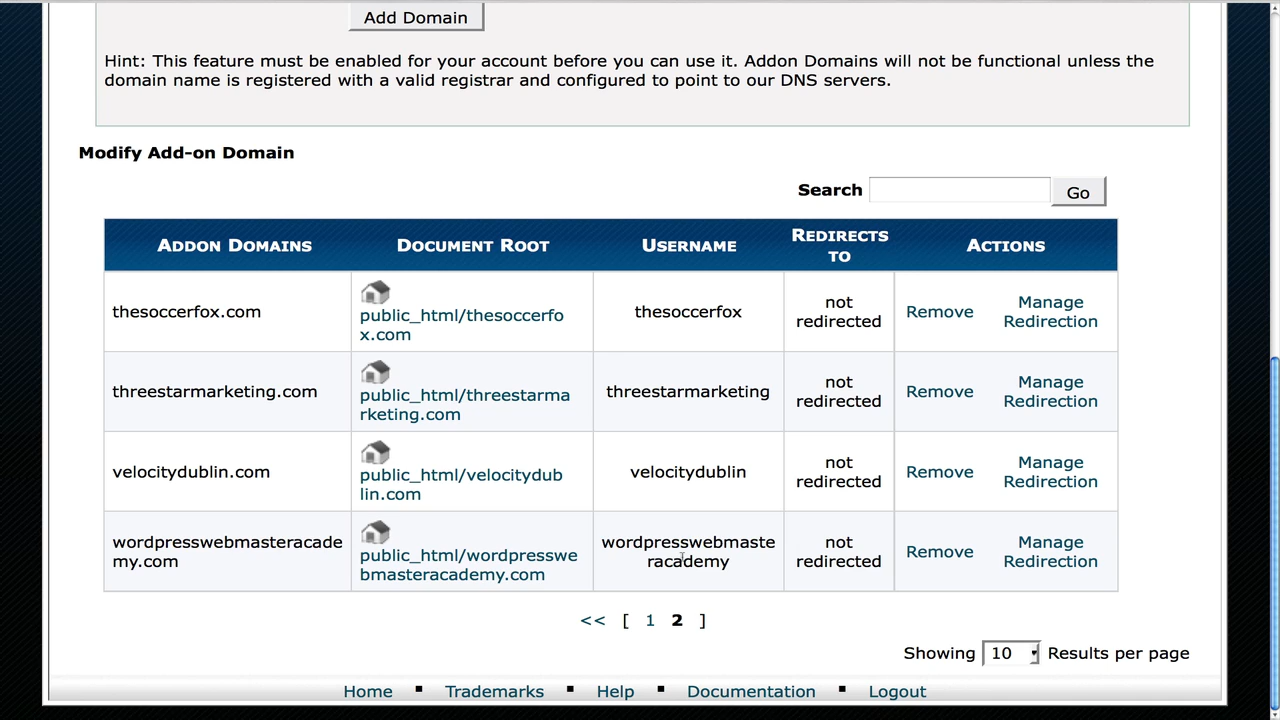 Add Domain
Hint: This feature must be enabled for your account before you can use it. Addon Domains will not be functional unless the
domain name is registered with a valid registrar and configured to point to our DNS servers.
Modify Add-on Domain
Search Go
ADDON DOMAINS DOCUMENT ROOT USERNAME REDIRECTS TO ACTIONS
thesoccerfox.com public_html/thesoccerfo thesoccerfox not Remove Manage
x.com redirected Redirection
threestarmarketing.com public_html/threestarma threestarmarketing not Remove Manage
rketing.com redirected Redirection
velocitydublin.com public_html/velocitydub velocitydublin not Remove Manage
lin.com redirected Redirection
wordpresswebmasteracade public_html/wordpresswe wordpresswebmaste not Remove Manage
my.com bmasteracademy.com racademy redirected Redirection
<< [ 1 2 ]
Showing 10 Results per page
Home ▪ Trademarks ▪ Help ▪ Documentation ▪ Logout